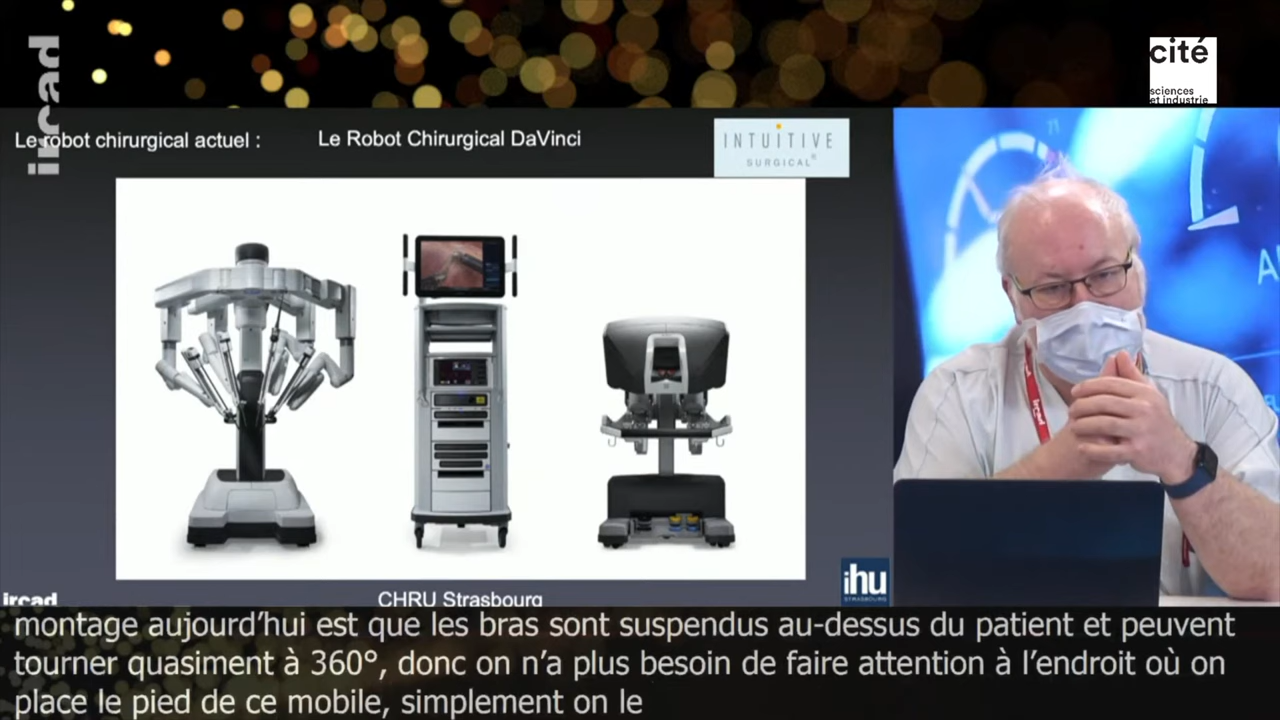 ircad
cité
sciences
et industrie
Le robot chirurgical actuel :
Le Robot Chirurgical DaVinci
INTUITIVE
SURGICAL®
71
ircad
ihu
STRASBOURG
ircad
CHRU Strasbourg
montage aujourd’hui est que les bras sont suspendus au-dessus du patient et peuvent
tourner quasiment à 360°, donc on n’a plus besoin de faire attention à l’endroit où on
place le pied de ce mobile, simplement on le